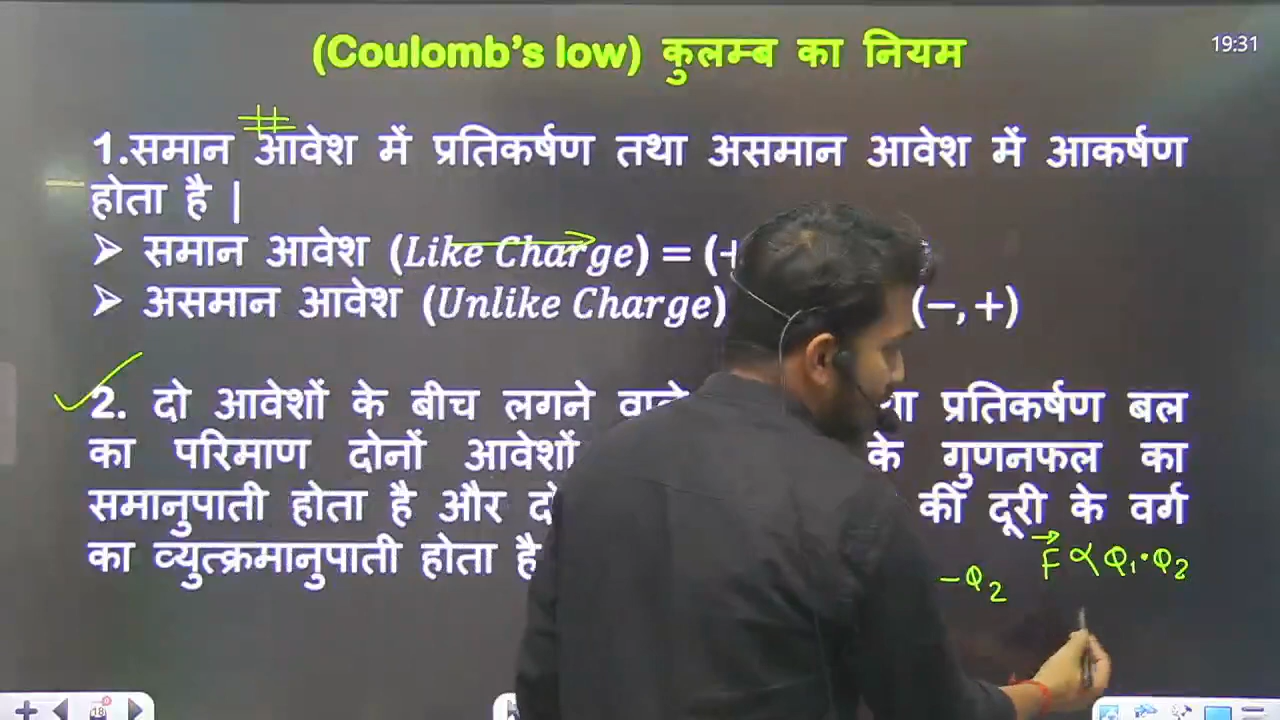 (Coulomb's low) कुलम्ब का नियम
19:31
1.समान आवेश में प्रतिकर्षण तथा असमान आवेश में आकर्षण
होता है |
➤ समान आवेश (Like Charge) = (+
➤ असमान आवेश (Unlike Charge) (−,+)
2. दो आवेशों के बीच लगने वाले प्रतिकर्षण बल
का परिमाण दोनों आवेशों के गुणनफल का
समानुपाती होता है और की दूरी के वर्ग
का व्युत्क्रमानुपाती होता है
-Q₂
F⃗ ∝ Q₁·Q₂
18